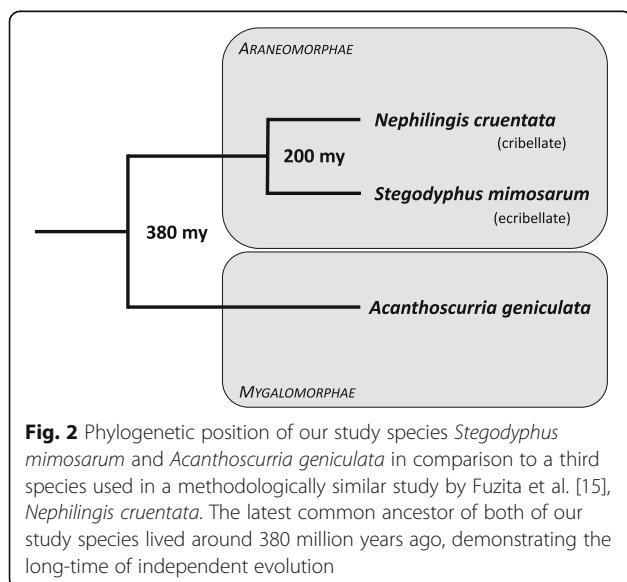 ARANEOMORPHAE
Nephilingis cruentata
(cribellate)
200 my
Stegodyphus mimosarum
(ecribellate)
380 my
Acanthoscurria geniculata
MYGALOMORPHAE
Fig. 2 Phylogenetic position of our study species Stegodyphus
mimosarum and Acanthoscurria geniculata in comparison to a third
species used in a methodologically similar study by Fuzita et al. [15],
Nephilingis cruentata. The latest common ancestor of both of our
study species lived around 380 million years ago, demonstrating the
long-time of independent evolution